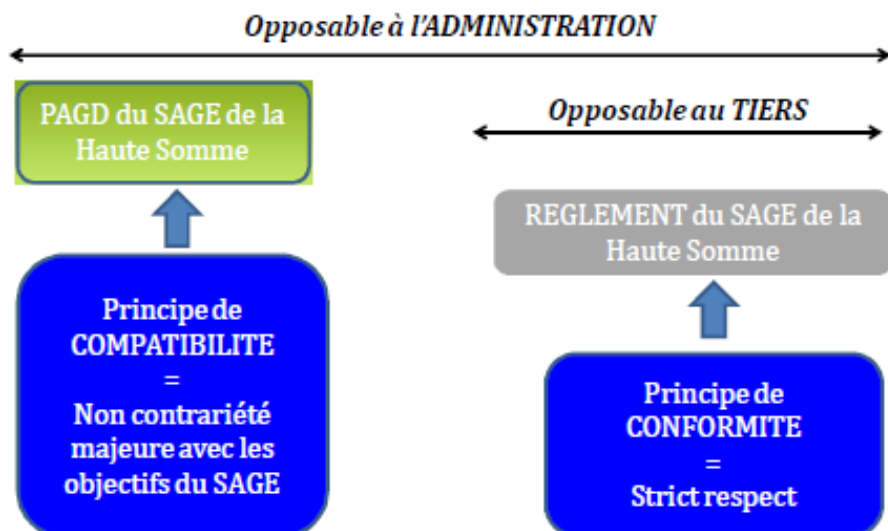 Opposable à l'ADMINISTRATION
PAGD du SAGE de la
Haute Somme
Opposable au TIERS
REGLEMENT du SAGE de la
Haute Somme
Principe de
COMPATIBILITE
=
Non contrariété
majeure avec les
objectifs du SAGE
Principe de
CONFORMITE
=
Strict respect